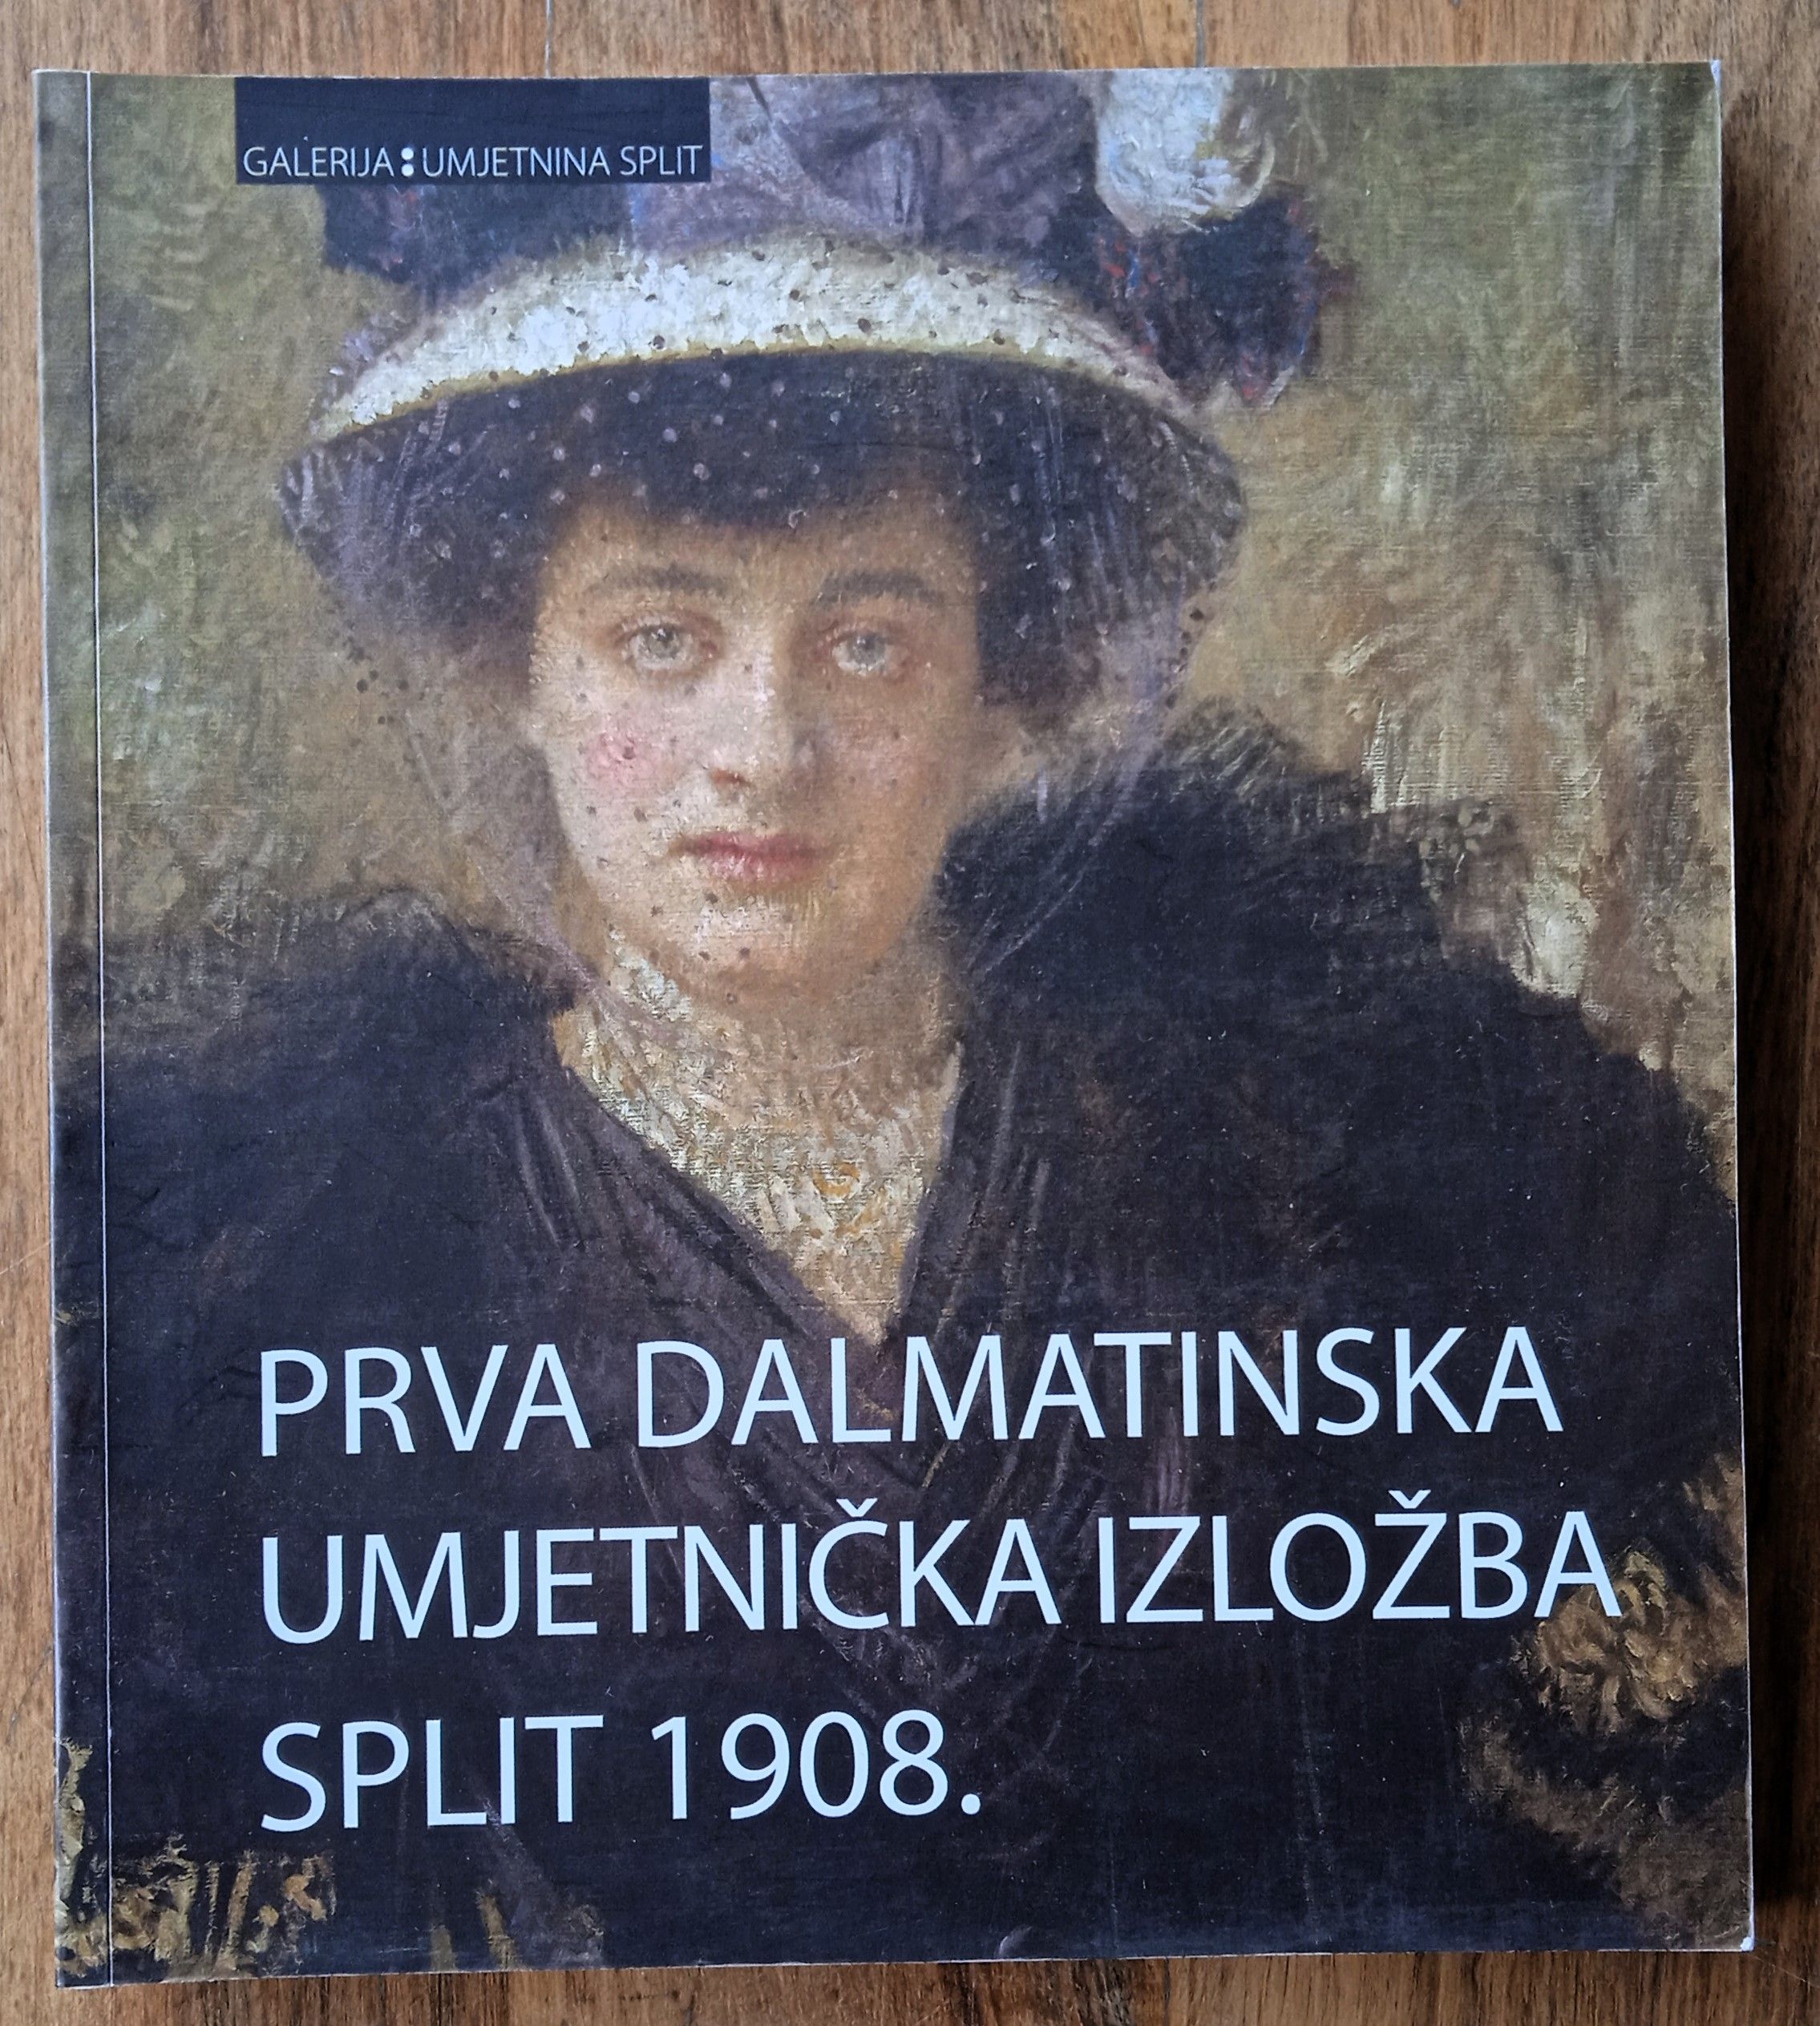 GALERIJA:UMJETNINA SPLIT
PRVA DALMATINSKA
UMJETNIČKA IZLOŽBA
SPLIT 1908.